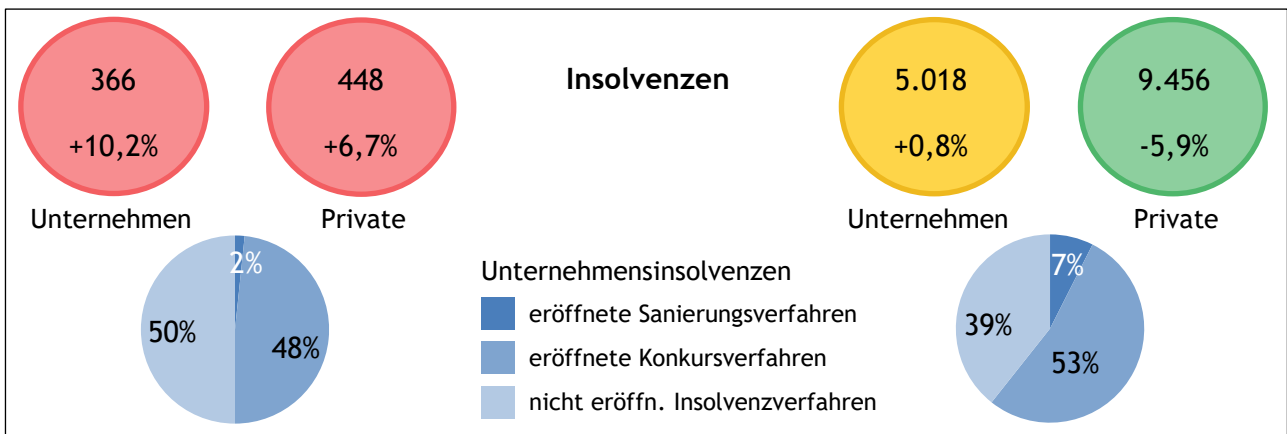 Insolvenzen
366
+10,2%
Unternehmen
448
+6,7%
Private
5.018
+0,8%
Unternehmen
9.456
-5,9%
Private
2%
48%
50%
Unternehmensinsolvenzen
eröffnete Sanierungsverfahren
eröffnete Konkursverfahren
nicht eröffn. Insolvenzverfahren
7%
53%
39%